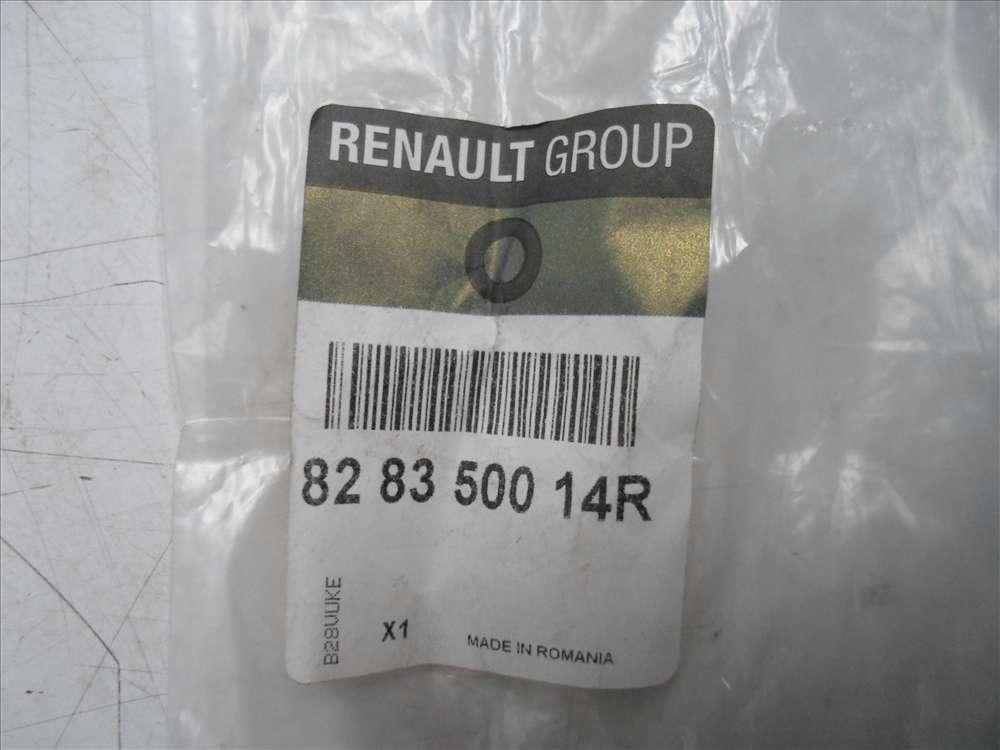 RENAULT GROUP
82 83 500 14R
B28VUKE
X1
MADE IN ROMANIA